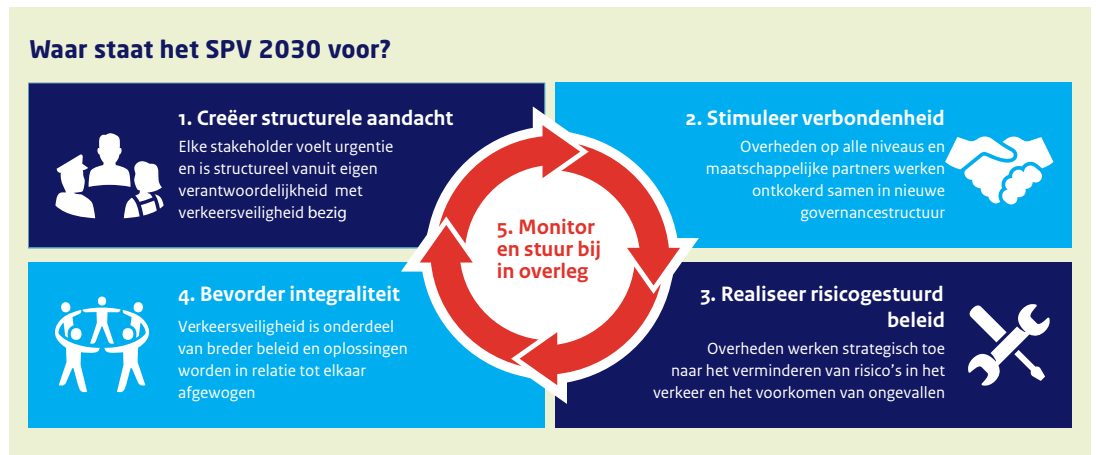 Waar staat het SPV 2030 voor?
1. Creëer structurele aandacht
Elke stakeholder voelt urgentie
en is structureel vanuit eigen
verantwoordelijkheid met
verkeersveiligheid bezig
2. Stimuleer verbondenheid
Overheden op alle niveaus en
maatschappelijke partners werken
ontkokerd samen in nieuwe
governancestructuur
3. Realiseer risicogestuurd
beleid
Overheden werken strategisch toe
naar het verminderen van risico's in het
verkeer en het voorkomen van ongevallen
4. Bevorder integraliteit
Verkeersveiligheid is onderdeel
van breder beleid en oplossingen
worden in relatie tot elkaar
afgewogen
5. Monitor
en stuur bij
in overleg